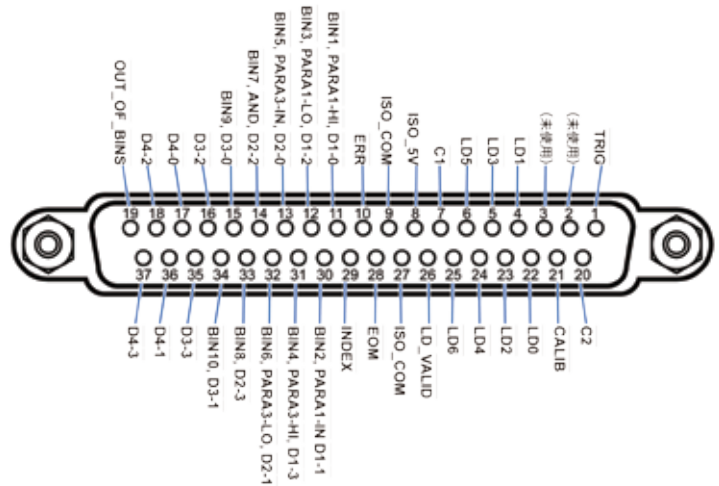 OUT_OF_BINS
D4-2
D4-0
D3-2
BIN9, D3-0
BIN7, AND, D2-2
BIN5, PARA3-IN, D2-0
BIN3, PARA1-LO, D1-2
BIN1, PARA1-HI, D1-0
ERR
ISO_COM
ISO_5V
C1
LD5
LD3
LD1
(未使用)
(未使用)
TRIG
19 18 17 16 15 14 13 12 11 10 9 8 7 6 5 4 3 2 1
37 36 35 34 33 32 31 30 29 28 27 26 25 24 23 22 21 20
D4-3
D4-1
D3-3
BIN10, D3-1
BIN8, D2-3
BIN6, PARA3-LO, D2-1
BIN4, PARA3-HI, D1-3
BIN2, PARA1-IN D1-1
INDEX
EOM
ISO_COM
LD_VALID
LD6
LD4
LD2
LD0
CALIB
C2